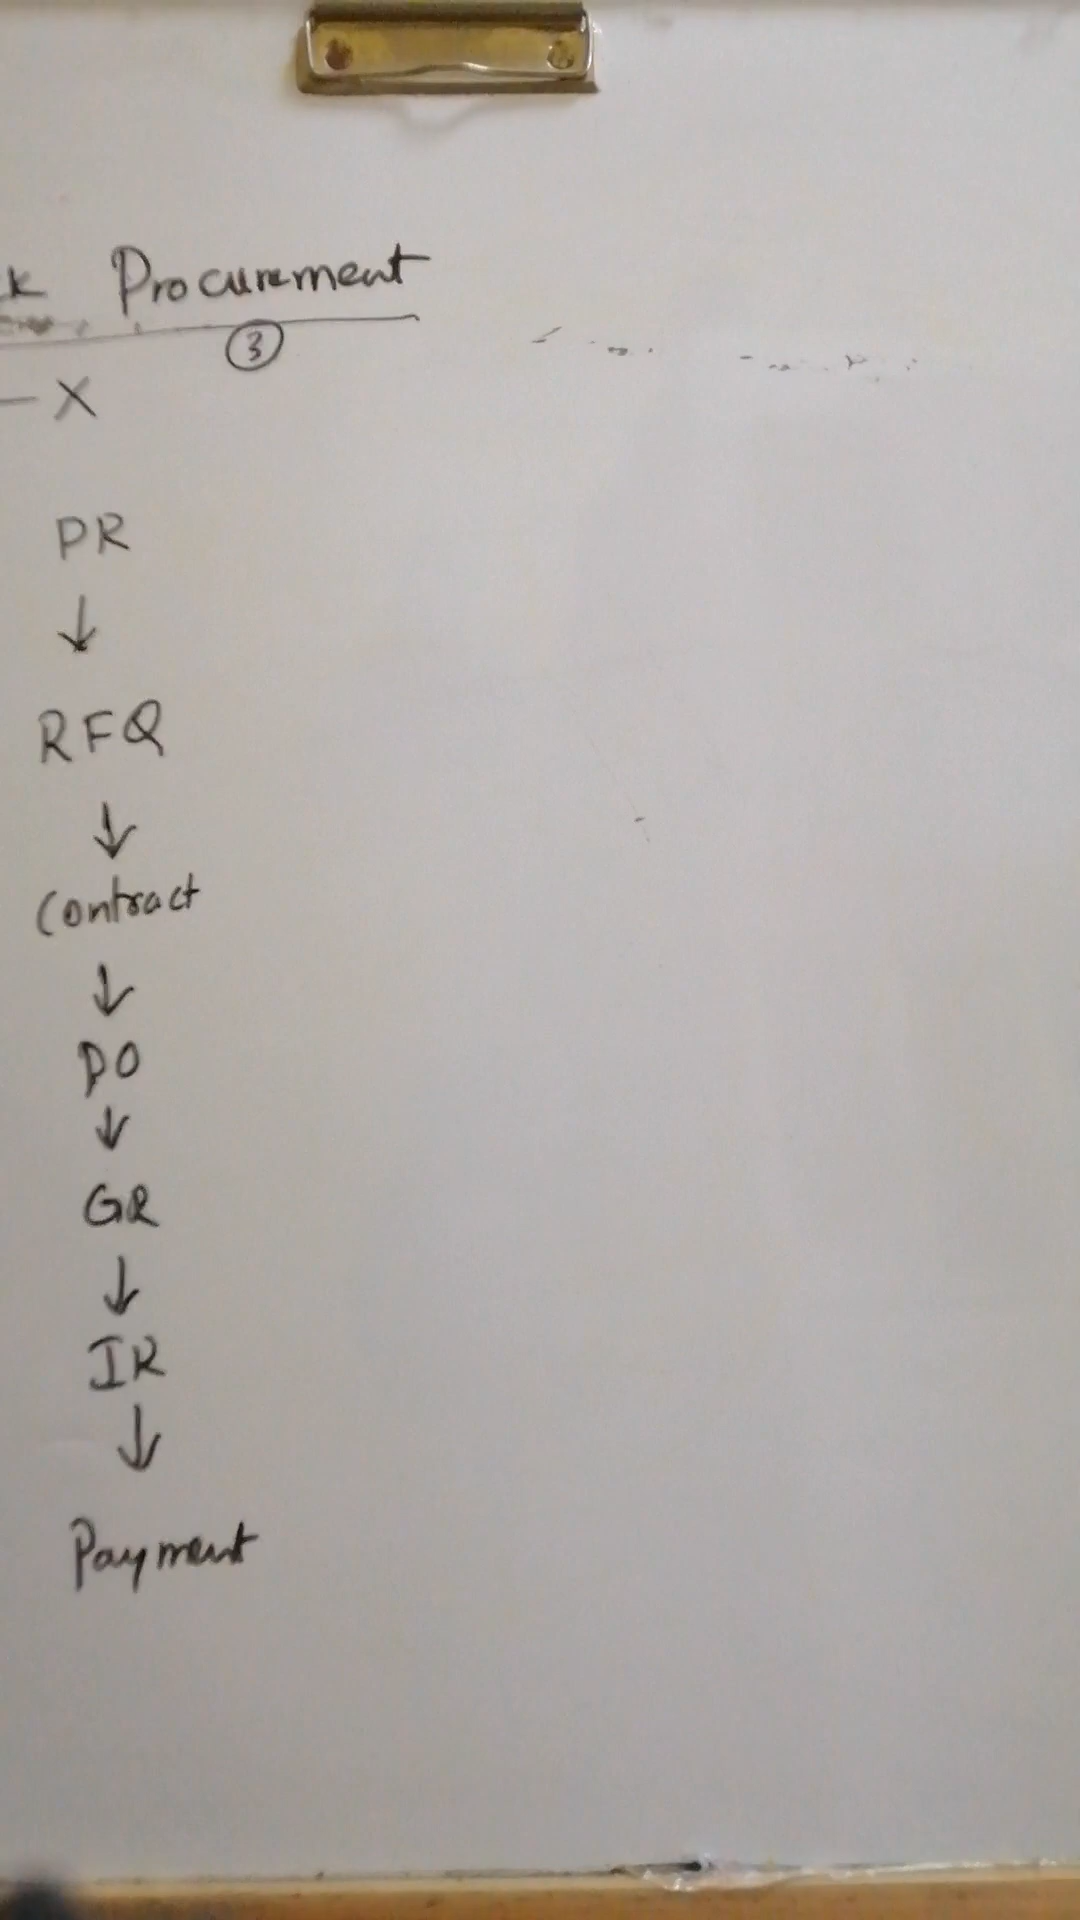 k Procurement
3
- X
PR
↓
RFQ
↓
Contract
↓
PO
↓
GR
↓
IR
↓
Payment